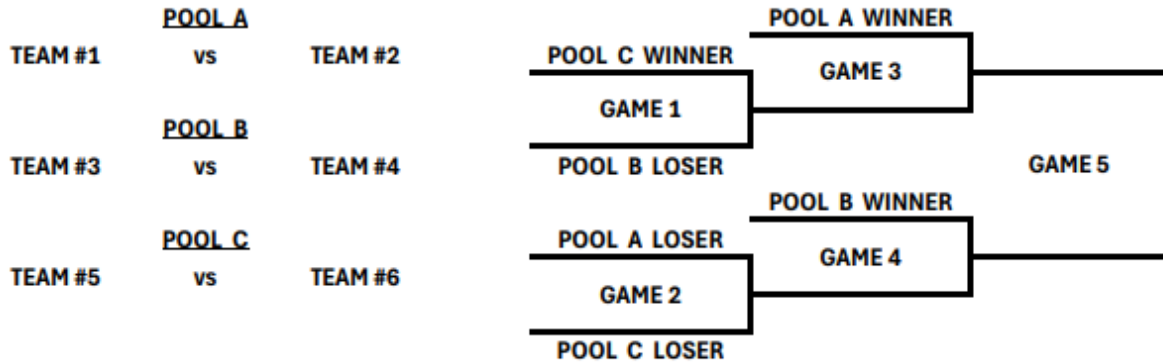 POOL A
TEAM #1 vs TEAM #2
POOL B
TEAM #3 vs TEAM #4
POOL C
TEAM #5 vs TEAM #6
POOL A WINNER
POOL C WINNER
GAME 3
GAME 1
POOL B LOSER
GAME 5
POOL B WINNER
POOL A LOSER
GAME 4
GAME 2
POOL C LOSER